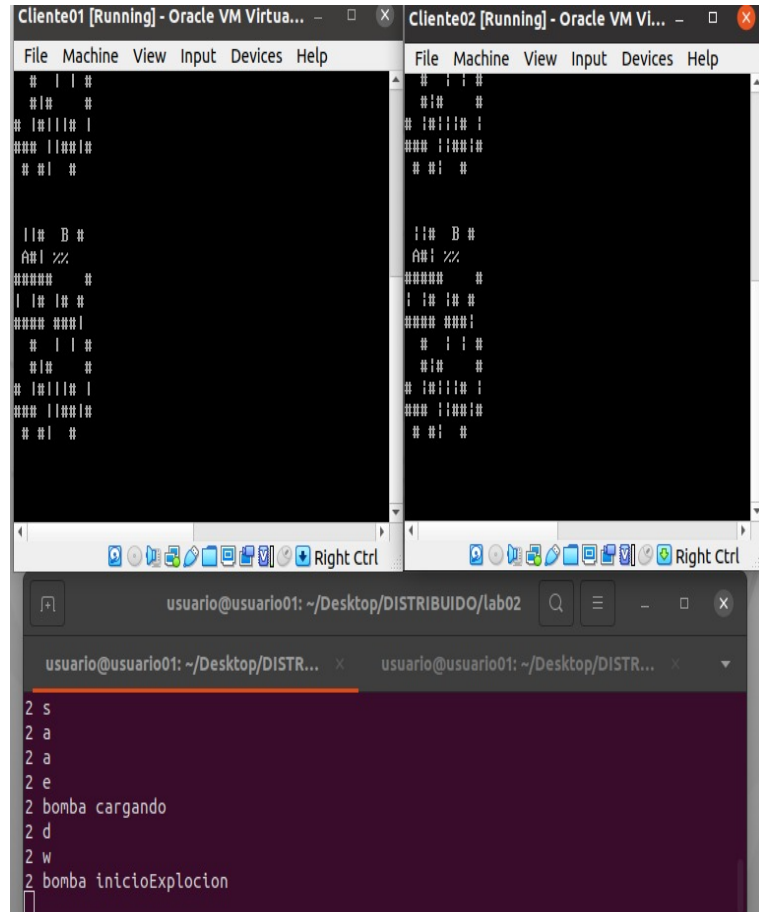 Cliente01 [Running] - Oracle VM Virtua...
File Machine View Input Devices Help
  #  | | #
  #|#    #
# |#|||# |
### ||##|#
 # #|  #
 ||#  B #
 A#| %%
#####    #
| |# |# #
#### ###|
  #  | | #
  #|#    #
# |#|||# |
### ||##|#
 # #|  #
Right Ctrl
Cliente02 [Running] - Oracle VM Vi...
File Machine View Input Devices Help
  #  ¦ ¦ #
  #¦#    #
# ¦#¦¦¦# ¦
### ¦¦##¦#
 # #¦  #
 ¦¦#  B #
 A#¦ %%
#####    #
¦ ¦# ¦# #
#### ###¦
  #  ¦ ¦ #
  #¦#    #
# ¦#¦¦¦# ¦
### ¦¦##¦#
 # #¦  #
Right Ctrl
usuario@usuario01: ~/Desktop/DISTRIBUIDO/lab02
usuario@usuario01: ~/Desktop/DISTR...
usuario@usuario01: ~/Desktop/DISTR...
2 s
2 a
2 a
2 e
2 bomba cargando
2 d
2 w
2 bomba inicioExplocion